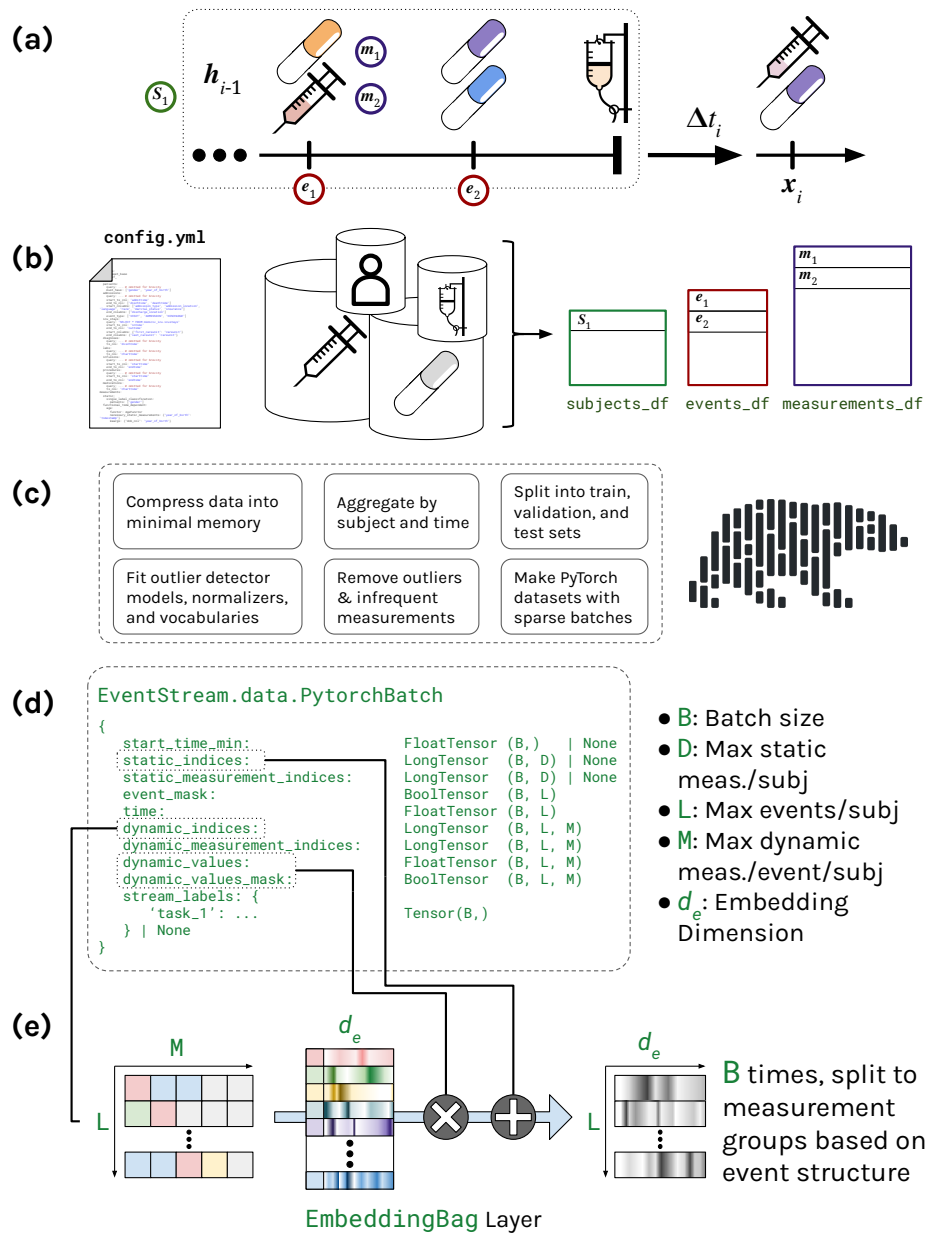 (a)
S1
hi-1
m1
m2
e1
e2
Δti
xi
(b)
config.yml
S1
e1
e2
m1
m2
subjects_df
events_df
measurements_df
(c)
Compress data into
minimal memory
Aggregate by
subject and time
Split into train,
validation, and
test sets
Fit outlier detector
models, normalizers,
and vocabularies
Remove outliers
& infrequent
measurements
Make PyTorch
datasets with
sparse batches
(d)
EventStream.data.PytorchBatch
{
start_time_min: FloatTensor (B,) | None
static_indices: LongTensor (B, D) | None
static_measurement_indices: LongTensor (B, D) | None
event_mask: BoolTensor (B, L)
time: FloatTensor (B, L)
dynamic_indices: LongTensor (B, L, M)
dynamic_measurement_indices: LongTensor (B, L, M)
dynamic_values: FloatTensor (B, L, M)
dynamic_values_mask: BoolTensor (B, L, M)
stream_labels: {
‘task_1’: ... Tensor(B,)
} | None
}
● B: Batch size
● D: Max static
meas./subj
● L: Max events/subj
● M: Max dynamic
meas./event/subj
● de: Embedding
Dimension
(e)
M
L
de
EmbeddingBag Layer
de
L
B times, split to
measurement
groups based on
event structure